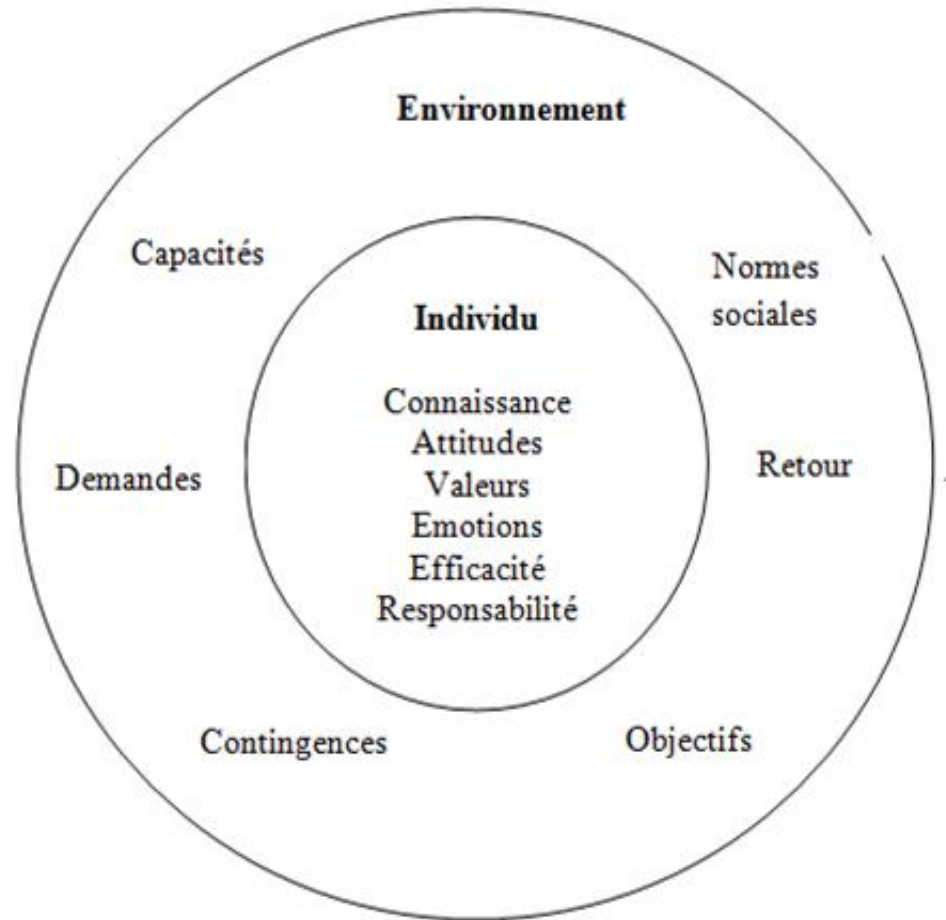 Environnement
Capacités
Normes
sociales
Individu
Connaissance
Attitudes
Valeurs
Emotions
Efficacité
Responsabilité
Demandes
Retour
Contingences
Objectifs